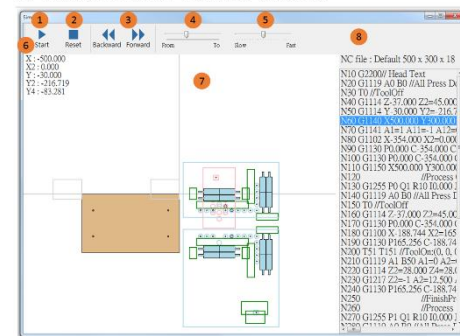 1 2 3 4 5
Start Reset Backward Forward From To Slow Fast
6
X : -500.000
X2 : 0.000
Y : -30.000
Y2 : -216.719
Y4 : -83.281
7
8
NC file : Default 500 x 300 x 18
N10 G2200// Head Text
N20 G1119 A0 B0 //All Press
N30 T0 //ToolOff
N40 G1114 Z-37.000 Z2=45.00
N50 G1114 Y-30.000 Y2=-216.7
N60 G1140 X500.000 Y300.000
N70 G1141 A1=1 A11=-1 A12=
N80 G1102 X-354.000 X2=0.00
N90 G1130 P0.000 C-354.000 C
N100 G1130 P0.000 C-354.000
N110 G1150 X500.000 Y300.00
N120 //Process
N130 G1255 P0 Q1 R10 I0.000
N140 G1119 A0 B0 //All Press
N150 T0 //ToolOff
N160 G1114 Z-37.000 Z2=45.0
N170 G1130 P0.000 C-354.000
N180 G1100 X-188.744 X2=165
N190 G1130 P165.256 C-188.74
N200 T51 T151 //ToolOn:(0, 0,
N210 G1119 A1 B50 A1=0 A2=
N220 G1114 Z2=28.000 Z4=28.
N230 G1217 Z2=-1 A2=12.500
N240 G1130 P165.256 C-188.74
N250 //FinishPr
N260 //Process
N270 G1255 P1 Q1 R10 I0.000